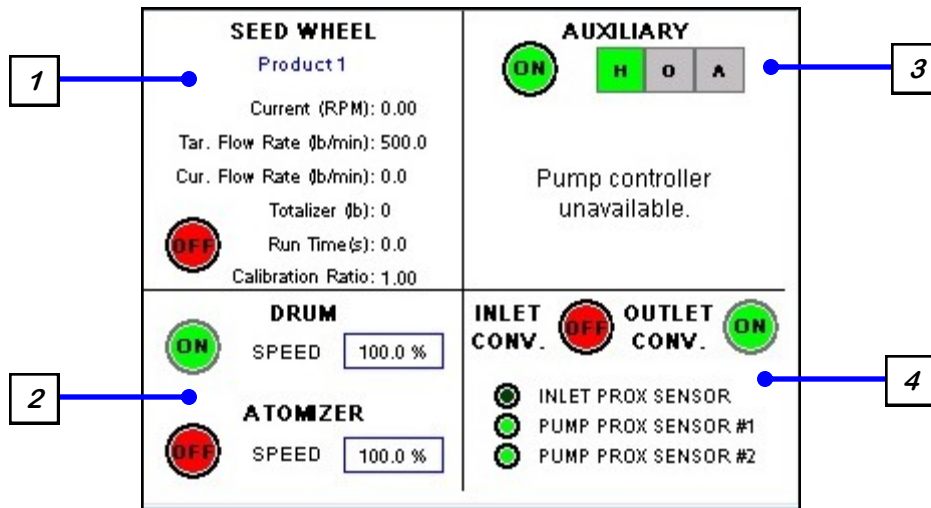 1
SEED WHEEL
Product 1
Current (RPM): 0.00
Tar. Flow Rate (lb/min): 500.0
Cur. Flow Rate (lb/min): 0.0
Totalizer (lb): 0
OFF
Run Time(s): 0.0
Calibration Ratio: 1.00
AUXILIARY
ON
H O A
3
Pump controller
unavailable.
2
DRUM
ON
SPEED 100.0 %
ATOMIZER
OFF
SPEED 100.0 %
INLET
CONV.
OFF
OUTLET
CONV.
ON
4
INLET PROX SENSOR
PUMP PROX SENSOR #1
PUMP PROX SENSOR #2